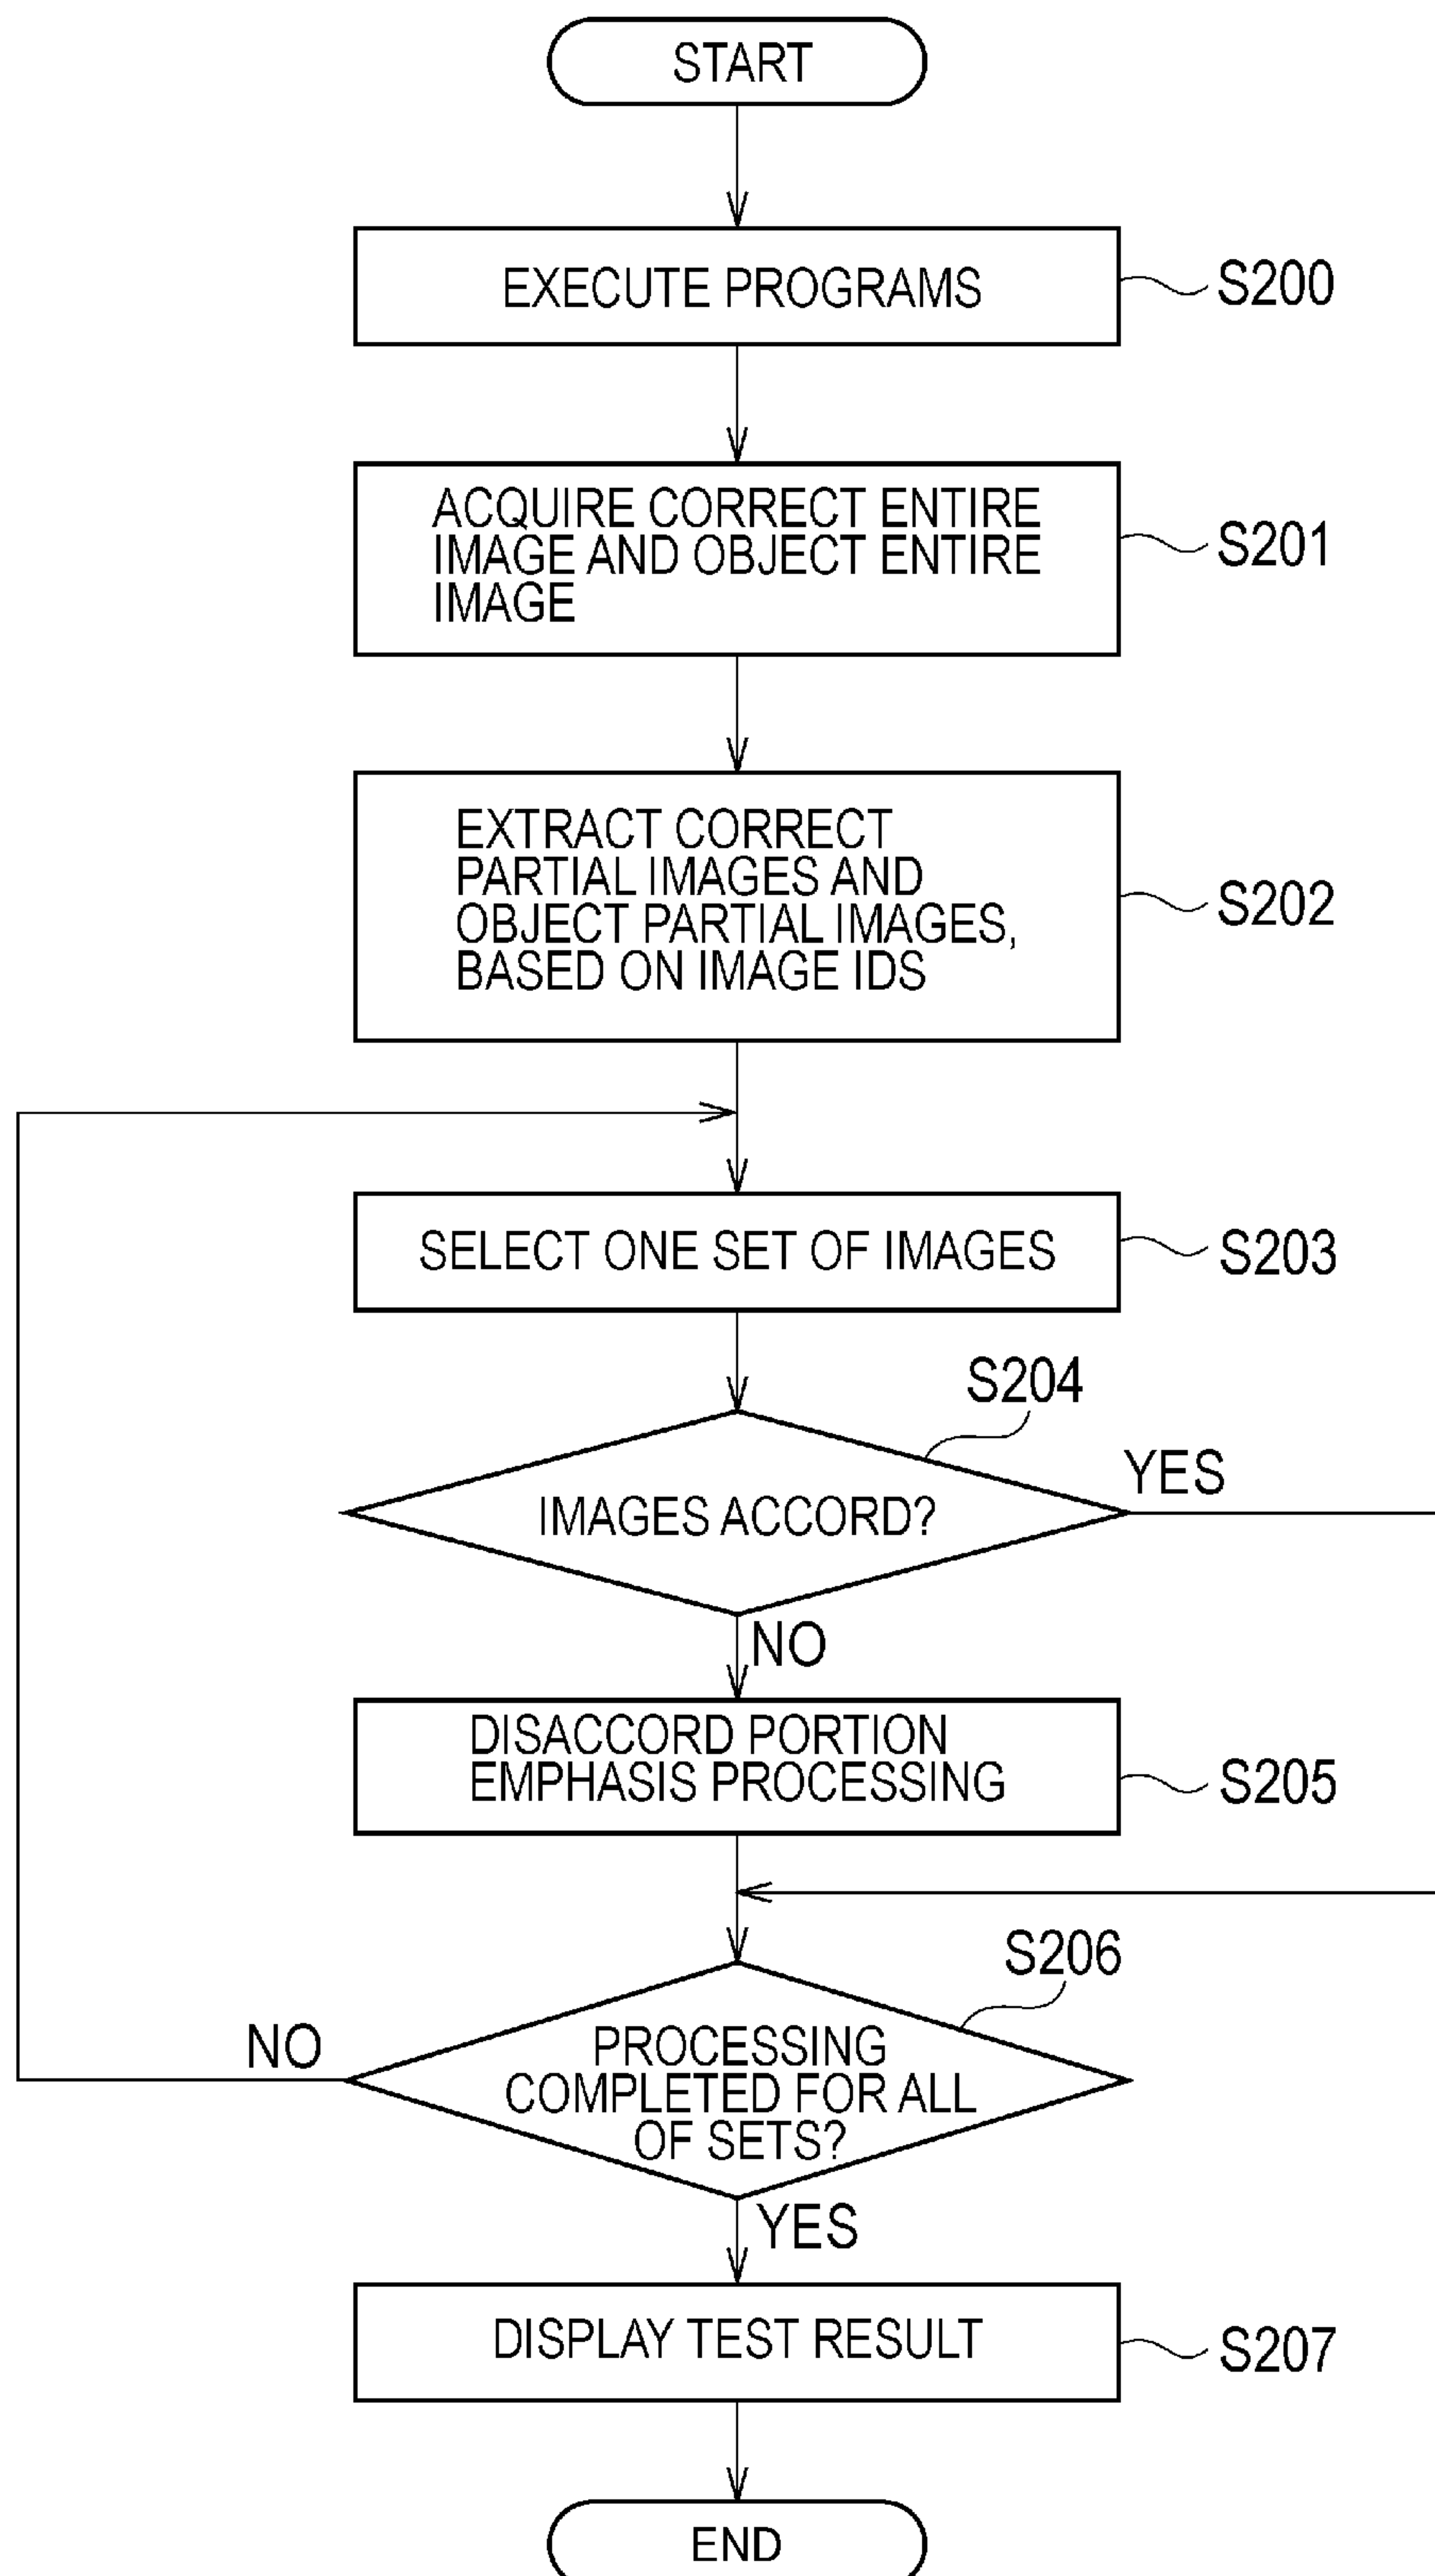 START
EXECUTE PROGRAMS
S200
ACQUIRE CORRECT ENTIRE
IMAGE AND OBJECT ENTIRE
IMAGE
S201
EXTRACT CORRECT
PARTIAL IMAGES AND
OBJECT PARTIAL IMAGES,
BASED ON IMAGE IDS
S202
SELECT ONE SET OF IMAGES
S203
S204
IMAGES ACCORD?
YES
NO
DISACCORD PORTION
EMPHASIS PROCESSING
S205
S206
PROCESSING
COMPLETED FOR ALL
OF SETS?
NO
YES
DISPLAY TEST RESULT
S207
END